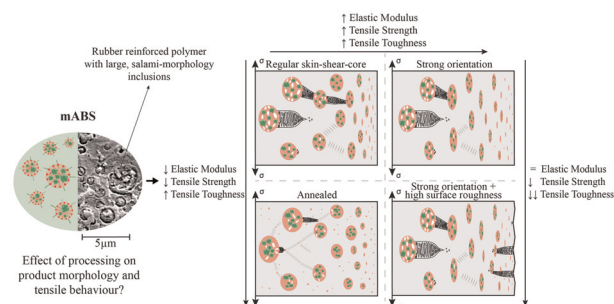 ↑ Elastic Modulus
↑ Tensile Strength
↑ Tensile Toughness
Rubber reinforced polymer
with large, salami-morphology
inclusions
mABS
5μm
Effect of processing on
product morphology and
tensile behaviour?
↓ Elastic Modulus
↓ Tensile Strength
↑ Tensile Toughness
σ
Regular skin-shear-core
σ
Strong orientation
σ
σ
σ
Annealed
σ
Strong orientation +
high surface roughness
σ
σ
= Elastic Modulus
↓ Tensile Strength
↓↓ Tensile Toughness